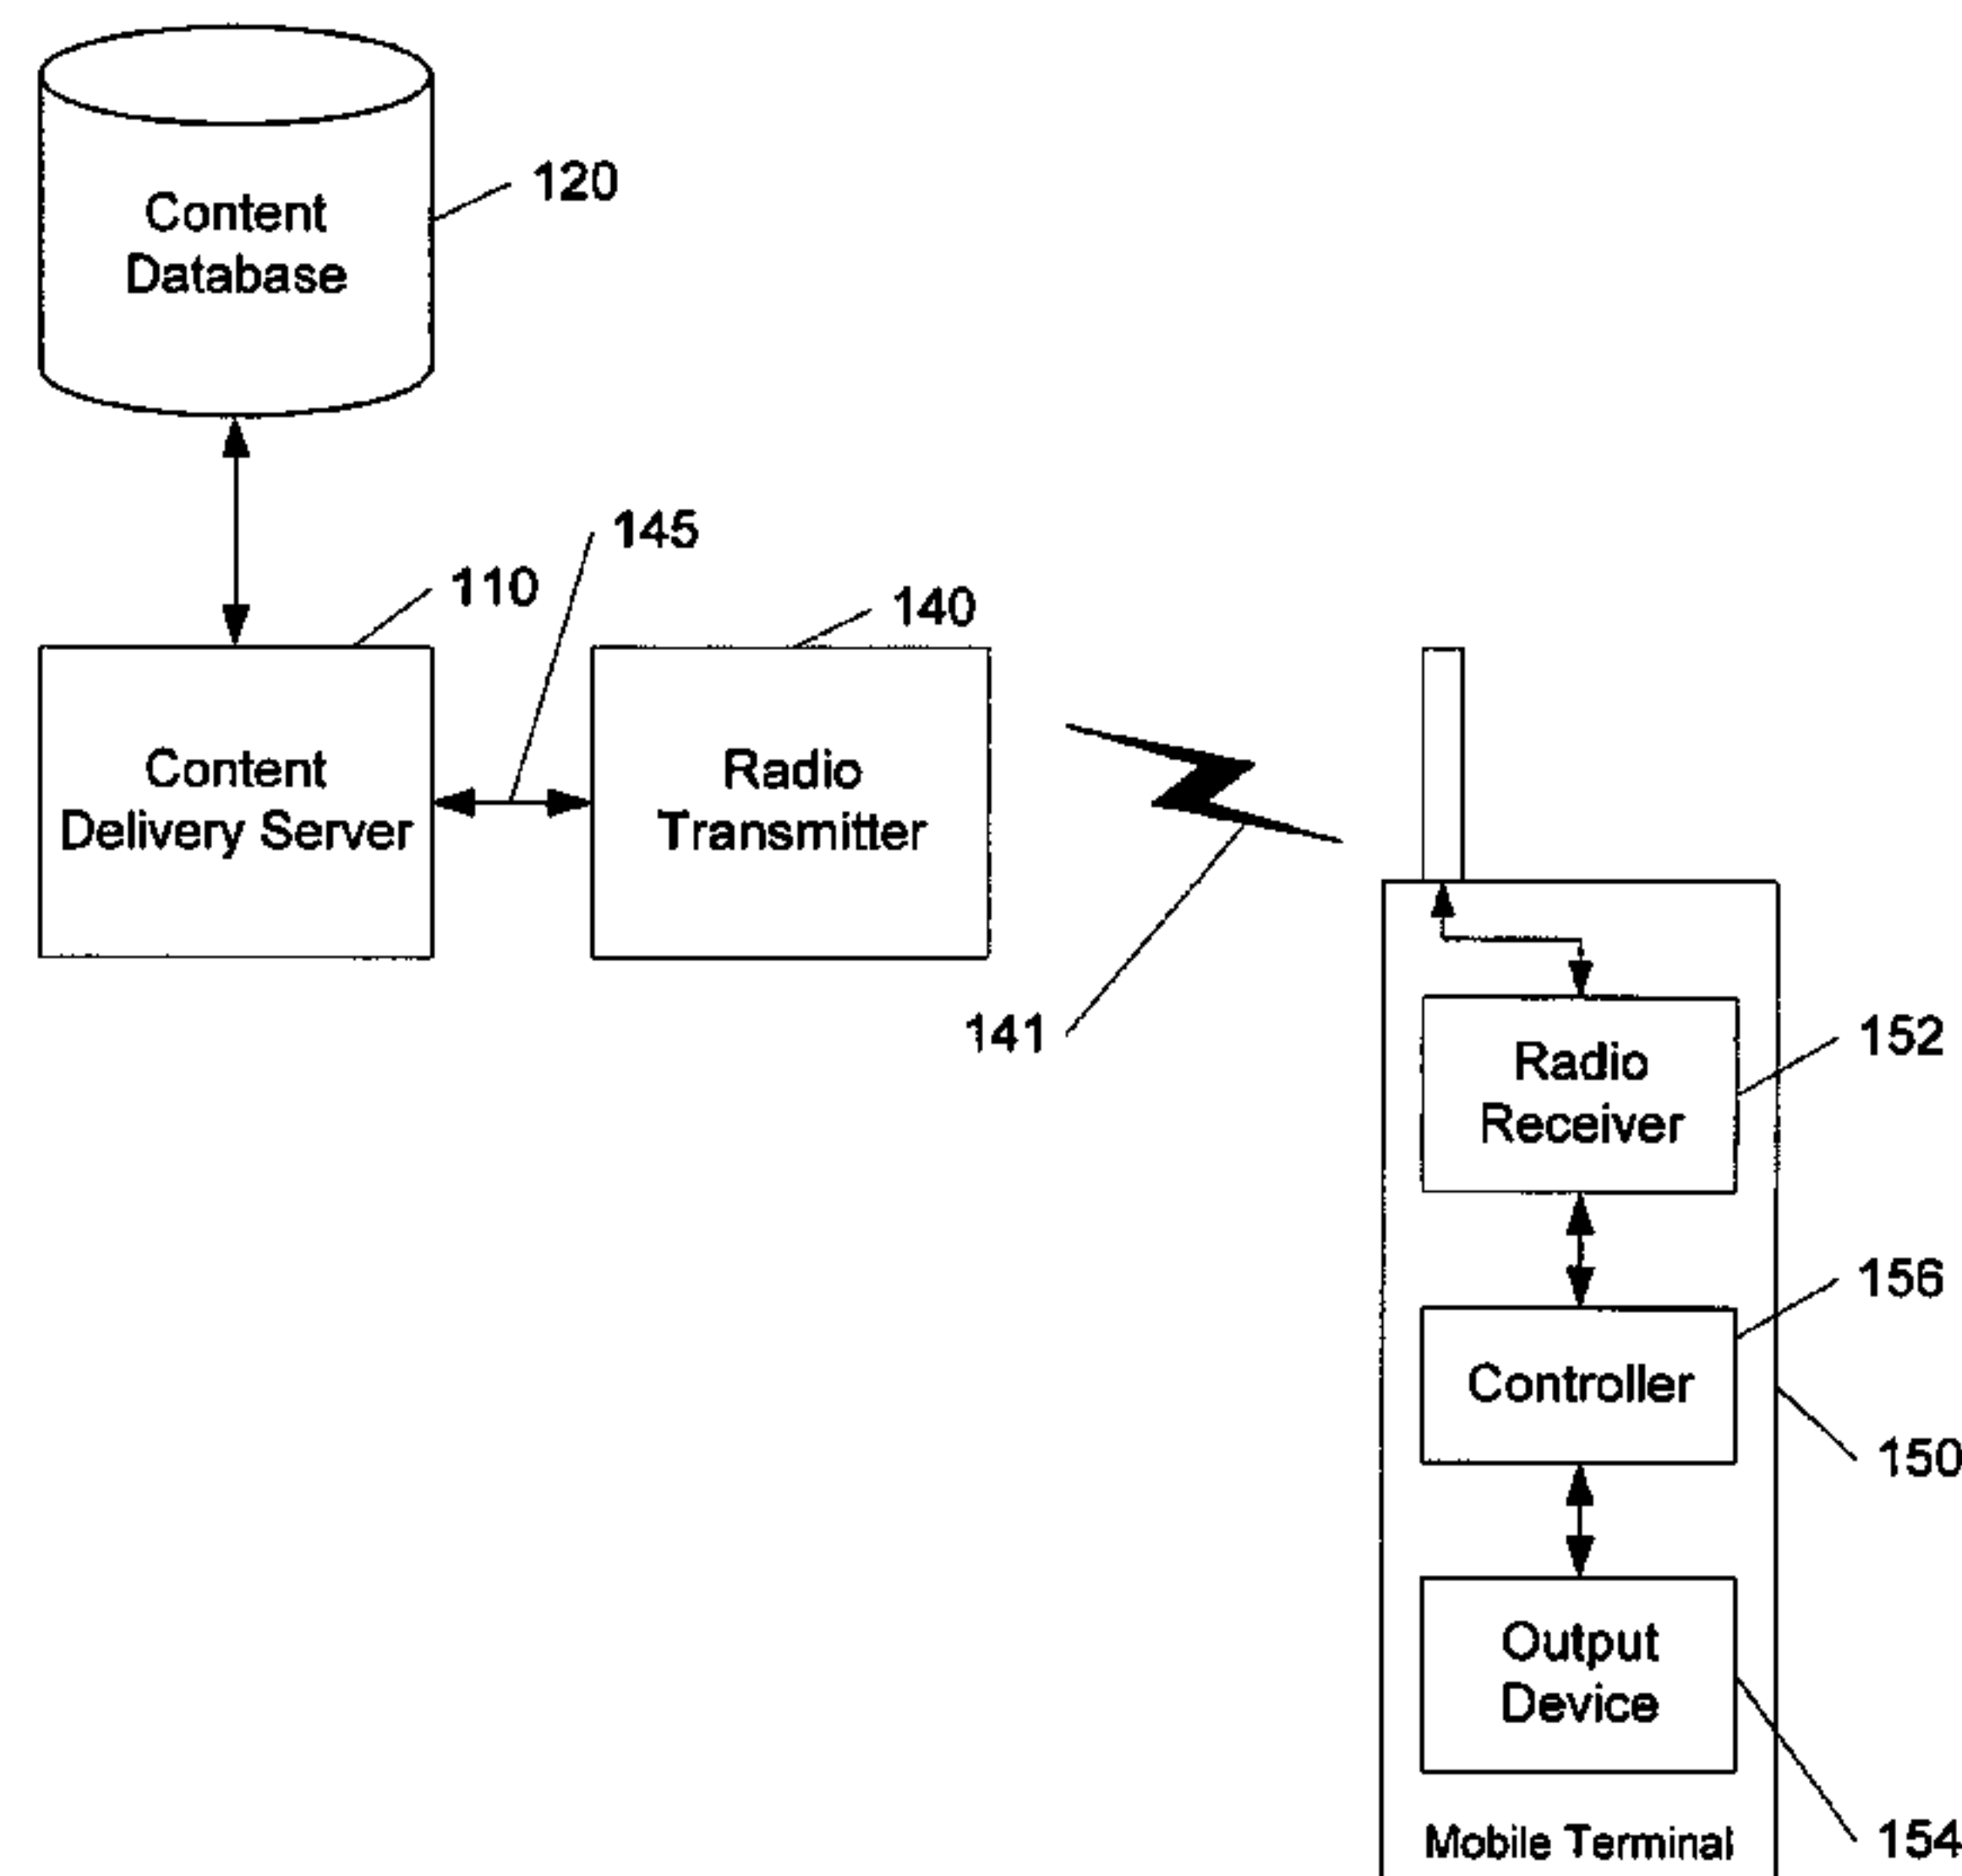 120
Content
Database
145
110
140
Content
Delivery Server
Radio
Transmitter
141
152
Radio
Receiver
156
Controller
150
Output
Device
Mobile Terminal
154